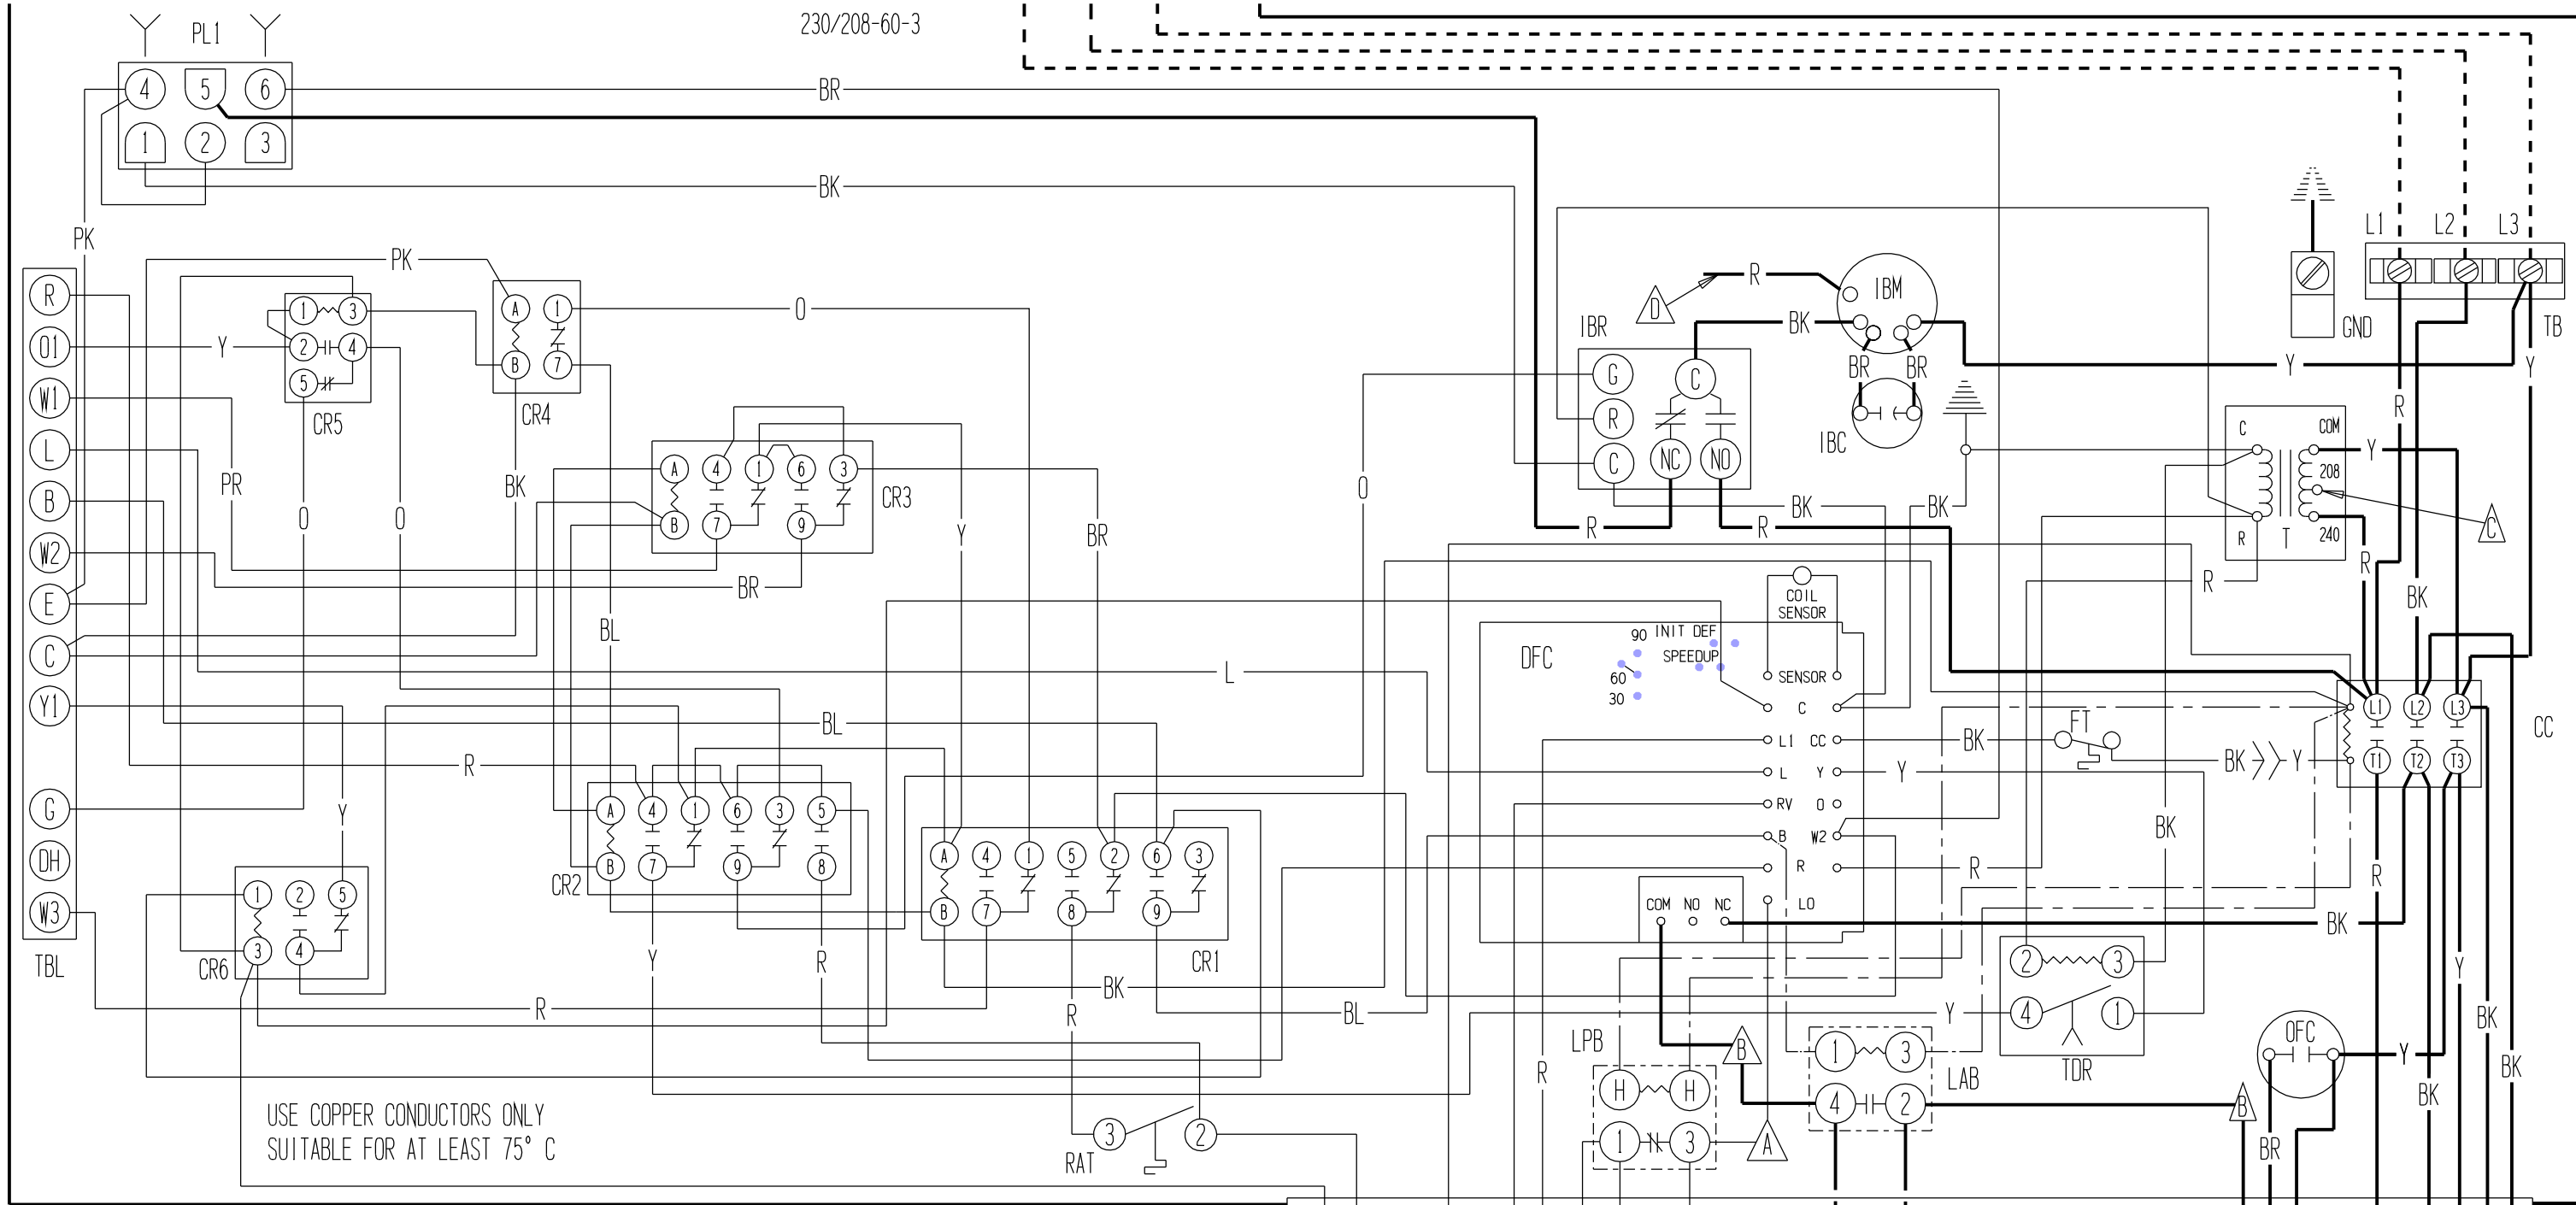 230/208-60-3
PL1
4 5 6
1 2 3
BR
BK
PK
PK
R
O1
W1
L
B
W2
E
C
Y1
G
DH
W3
TBL
Y
1 3
2 4
5
CR5
A 1
B 7
CR4
O
PR
O
O
BK
A 4 1 6 3
B 7 9
CR3
Y
BR
BR
BL
L
BL
R
Y
A 4 1 6 3 5
B 7 9 8
CR2
A 4 1 5 2 6 3
B 7 8 9
CR1
1 2 5
3 4
CR6
Y
R
R
BK
R
BL
3 2
RAT
USE COPPER CONDUCTORS ONLY
SUITABLE FOR AT LEAST 75° C
O
D
R
IBM
BK
BR BR
IBC
IBR
G
R
C
C
NC NO
BK
BK
R
R
Y
GND
L1 L2 L3
TB
R
Y
C COM
208
240
R T
Y
C
R
BK
R
COIL
SENSOR
DFC
90 INIT DEF
SPEEDUP
60
30
SENSOR
C
L1 CC
L Y
RV O
B W2
R
LO
COM NO NC
BK
FT
BK
Y
Y
R
BK
L1 L2 L3
T1 T2 T3
CC
R
BK
2 3
4 1
TDR
Y
OFC
Y
Y
BK
BK
BK
BR
B
B
LPB
H H
1 3
A
1 3
4 2
LAB
R